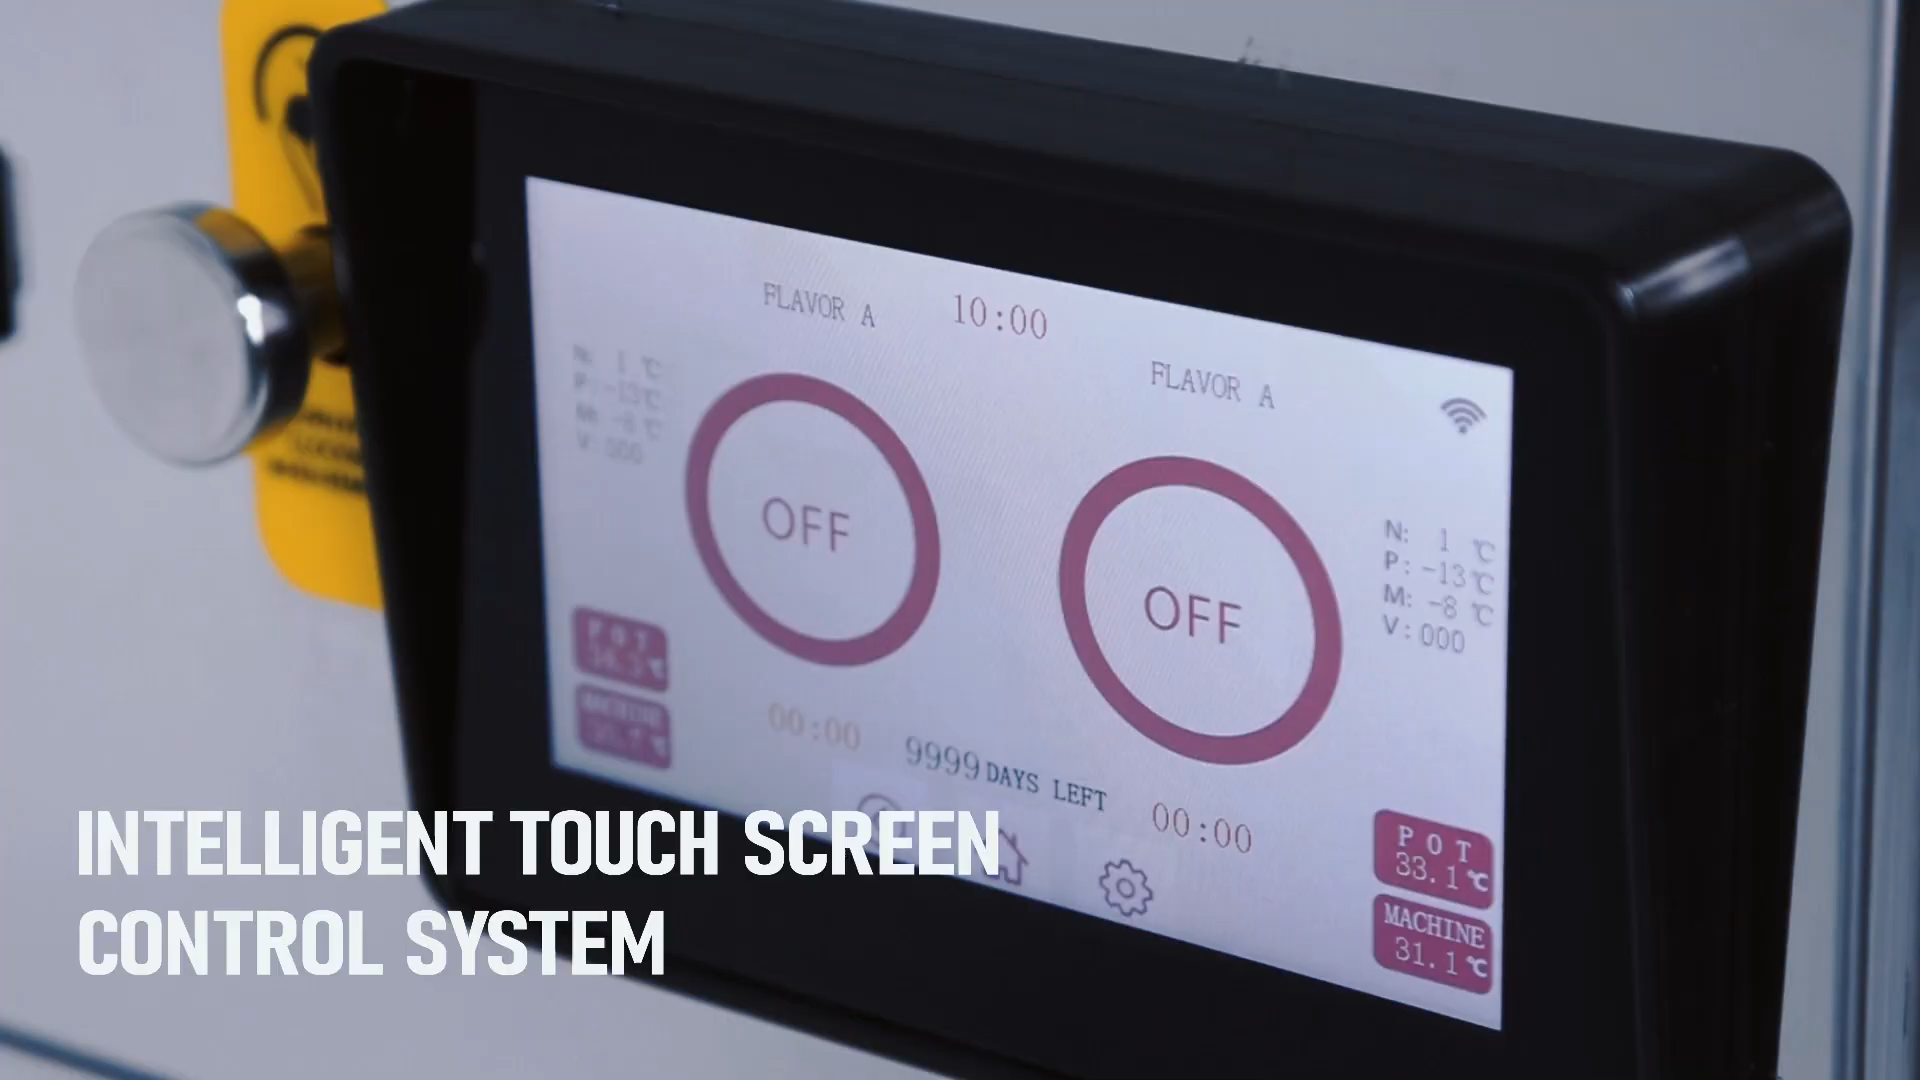 FLAVOR A
10:00
FLAVOR A
N: 1 ℃
P: -13℃
M: -8 ℃
V: 000
OFF
OFF
N: 1 ℃
P: -13℃
M: -8 ℃
V: 000
POT
MACHINE
00:00
9999 DAYS LEFT
00:00
POT
33.1℃
MACHINE
31.1℃
INTELLIGENT TOUCH SCREEN
CONTROL SYSTEM